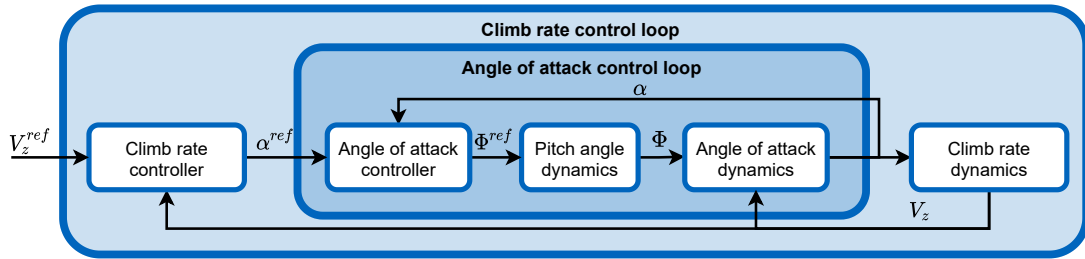 Climb rate control loop
Angle of attack control loop
α
V_z^{ref}
Climb rate
controller
α^{ref}
Angle of attack
controller
Φ^{ref}
Pitch angle
dynamics
Φ
Angle of attack
dynamics
Climb rate
dynamics
V_z